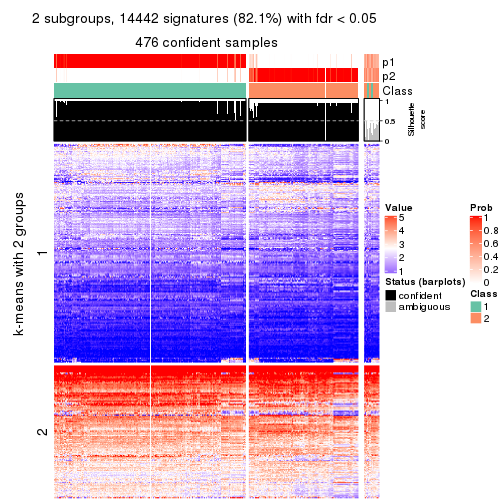 2 subgroups, 14442 signatures (82.1%) with fdr < 0.05
476 confident samples
p1
p2
Class
1
0.5
0
Silhouette
score
k-means with 2 groups
1
2
Value
5
4
3
2
1
Status (barplots)
confident
ambiguous
Prob
1
0.8
0.6
0.4
0.2
0
Class
1
2